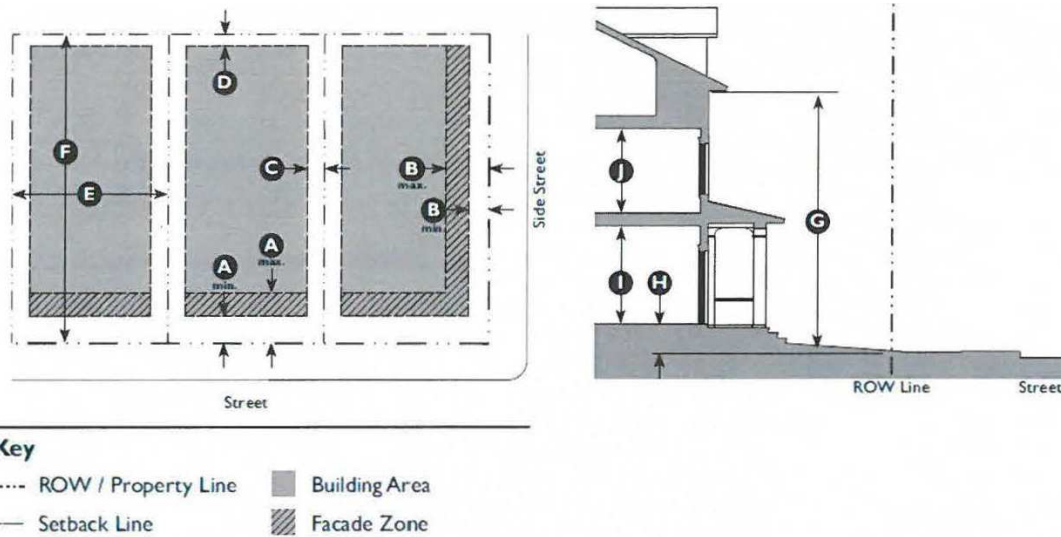 D
F
E
C
B
max.
B
min.
A
max.
A
min.
Side Street
Street
J
G
I
H
ROW Line
Street
Key
ROW / Property Line
Building Area
Setback Line
Facade Zone